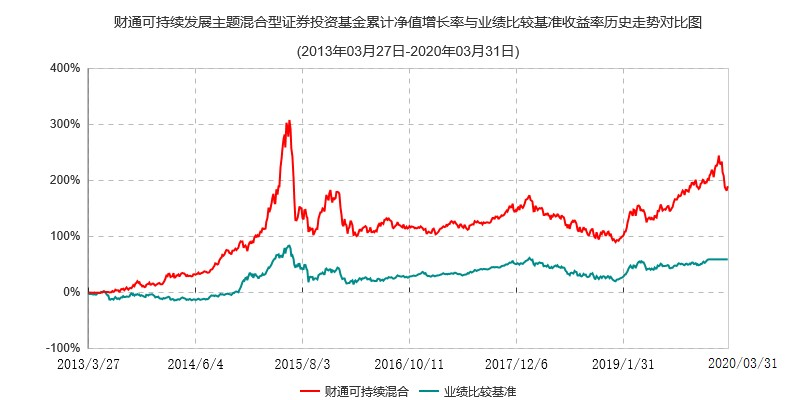 财通可持续发展主题混合型证券投资基金累计净值增长率与业绩比较基准收益率历史走势对比图
(2013年03月27日-2020年03月31日)
400%
300%
200%
100%
0%
-100%
2013/3/27 2014/6/4 2015/8/3 2016/10/11 2017/12/6 2019/1/31 2020/03/31
财通可持续混合 业绩比较基准